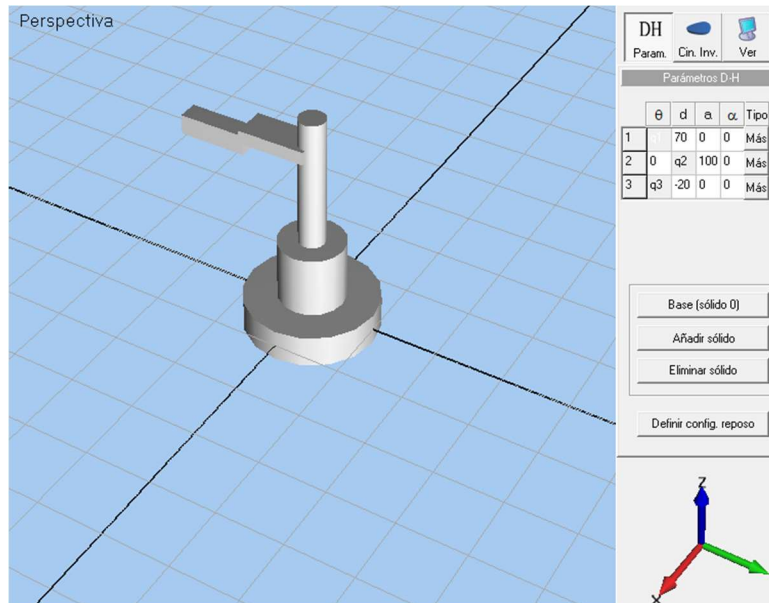 Perspectiva
DH
Param.
Cin. Inv.
Ver
Parámetros D-H
θ d a α Tipo
1 70 0 0 Más
2 0 q2 100 0 Más
3 q3 -20 0 0 Más
Base (sólido 0)
Añadir sólido
Eliminar sólido
Definir config. reposo
Z
X